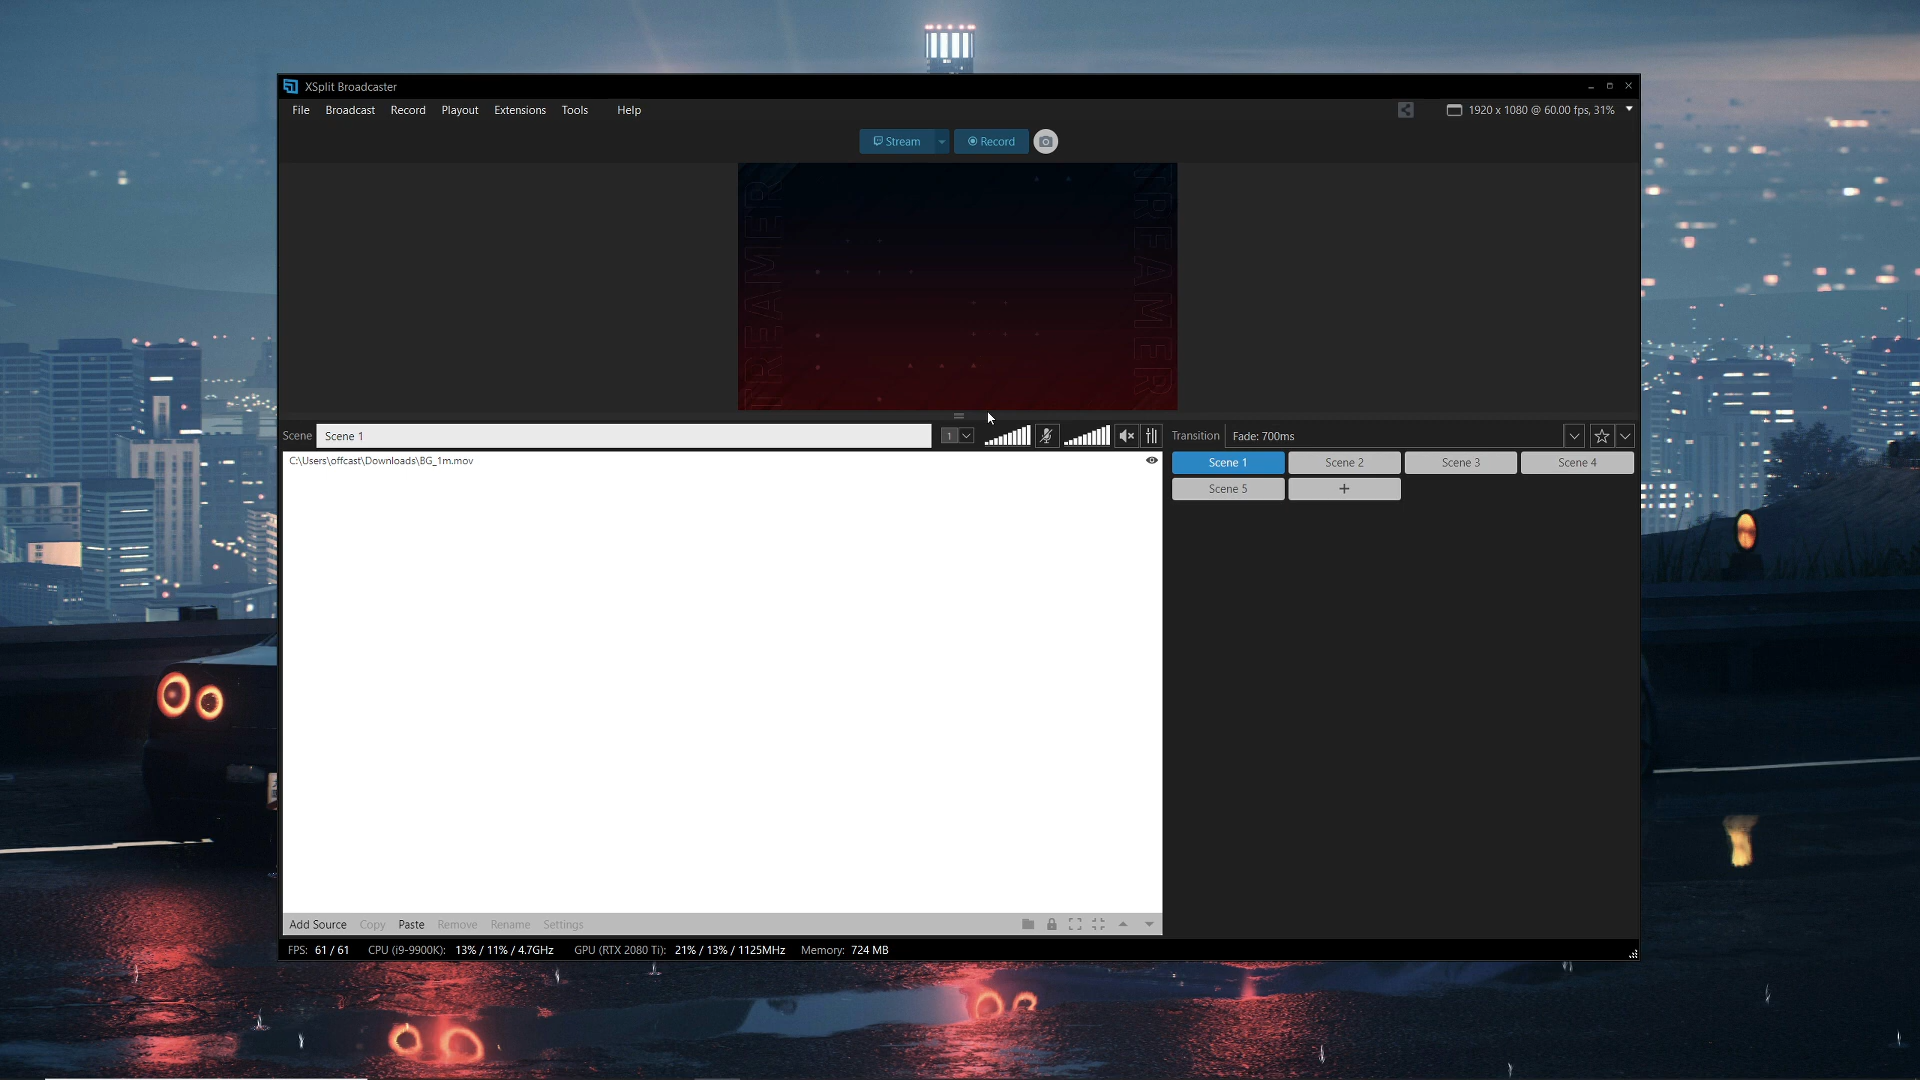 XSplit Broadcaster
File Broadcast Record Playout Extensions Tools Help
1920 x 1080 @ 60.00 fps, 31%
Stream Record
STREAMER
STREAMER
Scene Scene 1 1
Transition Fade: 700ms
C:\Users\offcast\Downloads\BG_1m.mov
Scene 1 Scene 2 Scene 3 Scene 4
Scene 5 +
Add Source Copy Paste Remove Rename Settings
FPS: 61 / 61 CPU (i9-9900K): 13% / 11% / 4.7GHz GPU (RTX 2080 Ti): 21% / 13% / 1125MHz Memory: 724 MB